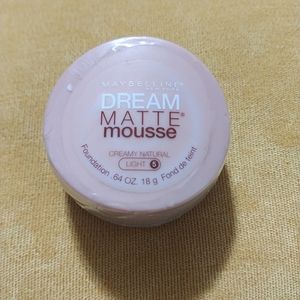 MAYBELLINE
DREAM
MATTE®
mousse
CREAMY NATURAL
LIGHT 5
Foundation .64 OZ. 18 g Fond de teint